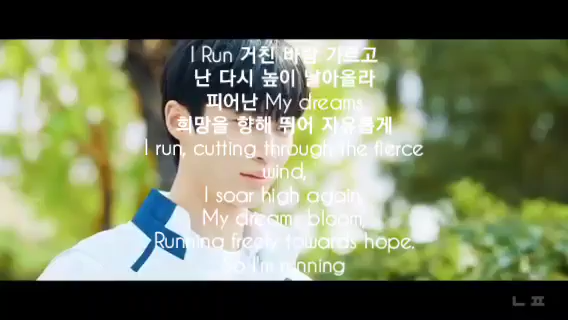 I Run 거친 바람 가르고
난 다시 높이 날아올라
피어난 My dreams
희망을 향해 뛰어 자유롭게
I run, cutting through the fierce
wind,
I soar high again,
My dreams bloom
Running freely towards hope.
So I'm running
ㄴㅍ